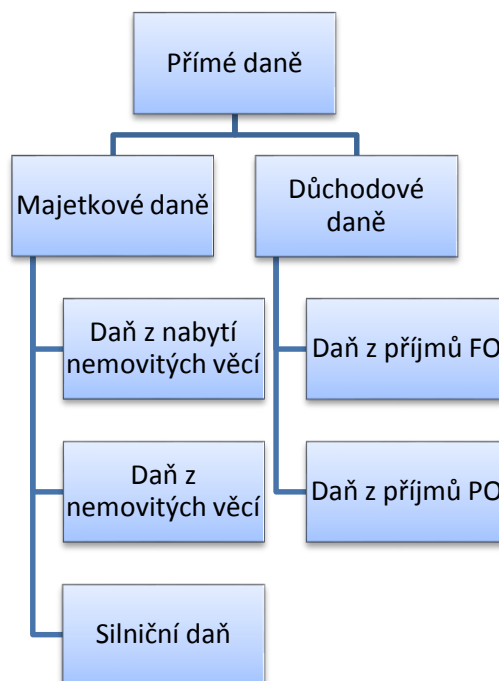 Přímé daně
Majetkové daně
Důchodové
daně
Daň z nabytí
nemovitých věcí
Daň z příjmů FO
Daň z
nemovitých věcí
Daň z příjmů PO
Silniční daň